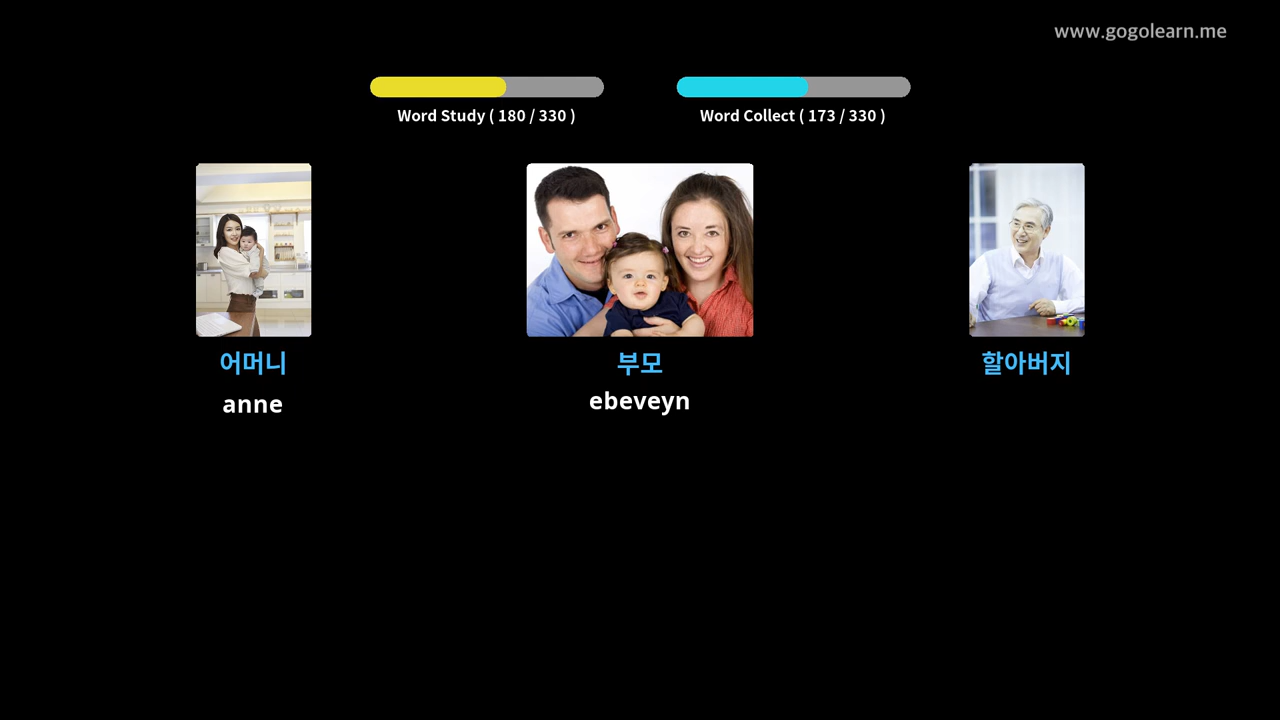 www.gogolearn.me
Word Study ( 180 / 330 )
Word Collect ( 173 / 330 )
어머니
부모
할아버지
anne
ebeveyn